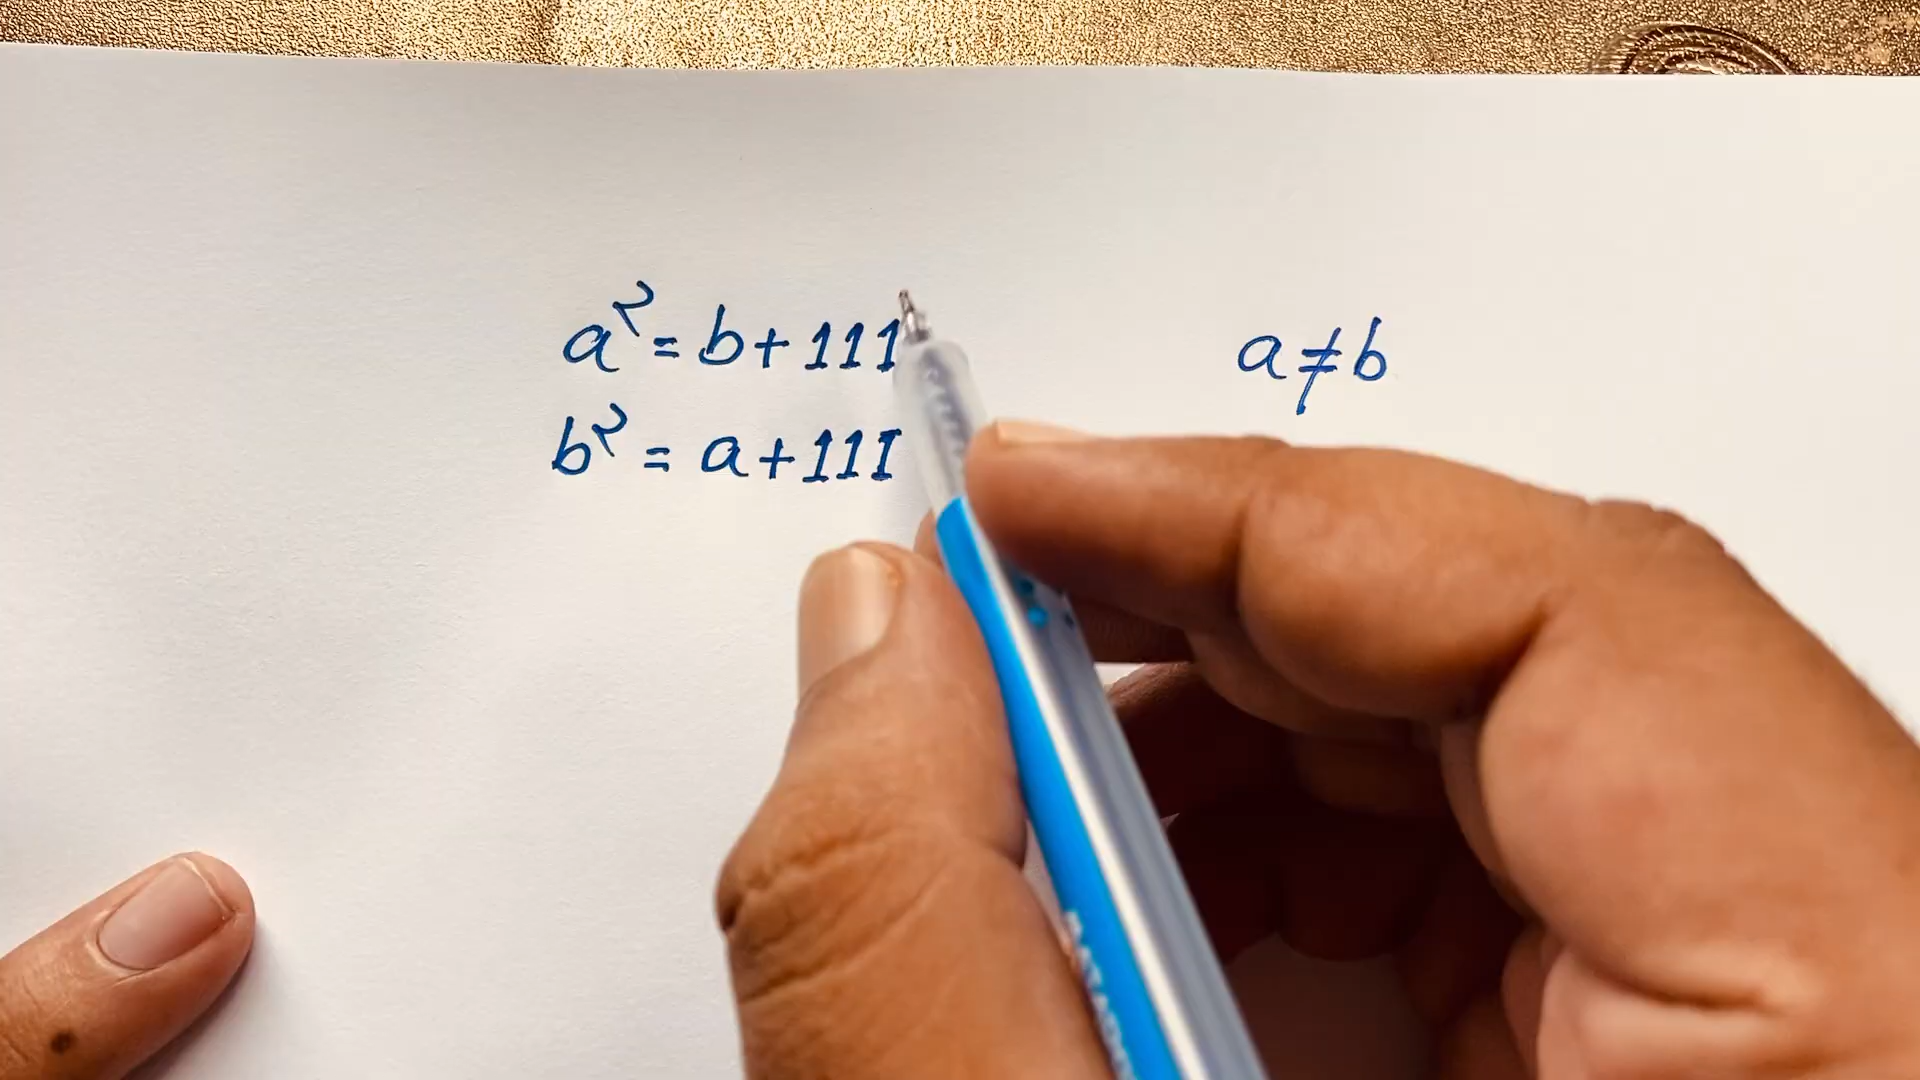 a² = b + 111
a ≠ b
b² = a + 111